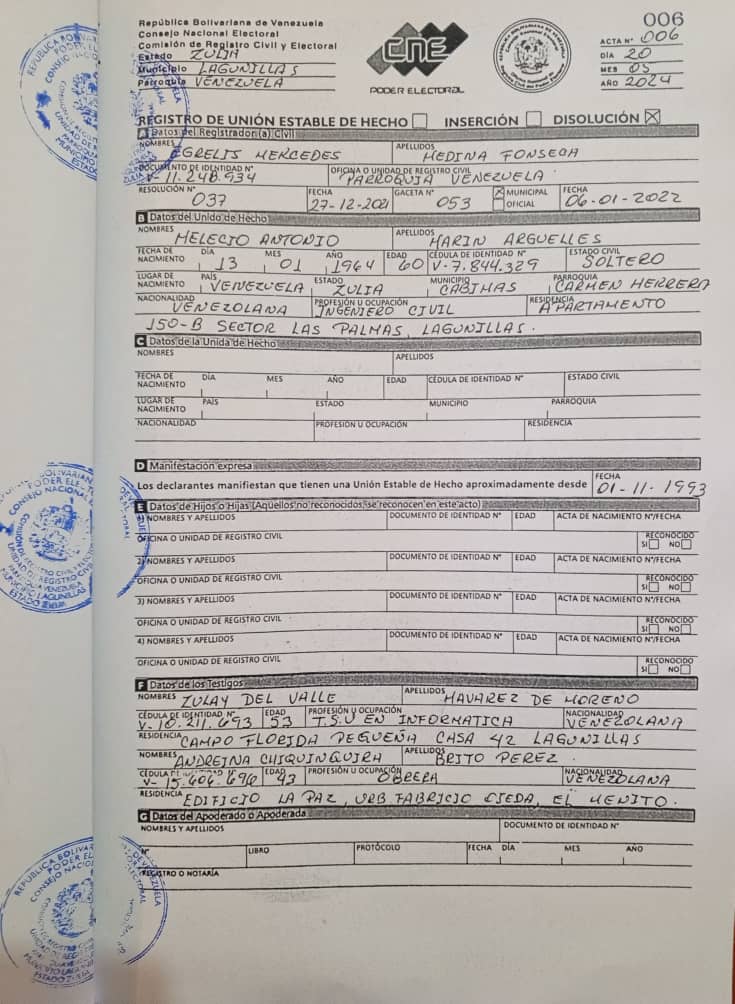 República Bolivariana de Venezuela
Consejo Nacional Electoral
Comisión de Registro Civil y Electoral
Estado ZULIA
Municipio LAGUNILLAS
Parroquia VENEZUELA
CNE
PODER ELECTORAL
006
ACTA N° 006
DÍA 20
MES 05
AÑO 2024
REGISTRO DE UNIÓN ESTABLE DE HECHO INSERCIÓN DISOLUCIÓN X
A Datos del Registrador(a) Civil
NOMBRES EGRELIS MERCEDES APELLIDOS MEDINA FONSECA
DOCUMENTO DE IDENTIDAD N° V-11.248.934 OFICINA O UNIDAD DE REGISTRO CIVIL PARROQUIA VENEZUELA
RESOLUCIÓN N° 037 FECHA 27-12-2021 GACETA N° 053 X MUNICIPAL OFICIAL FECHA 06-01-2022
B Datos del Unido de Hecho
NOMBRES MELECIO ANTONIO APELLIDOS MARIN ARGUELLES
FECHA DE NACIMIENTO DÍA 13 MES 01 AÑO 1964 EDAD 60 CÉDULA DE IDENTIDAD N° V-7.844.329 ESTADO CIVIL SOLTERO
LUGAR DE NACIMIENTO PAÍS VENEZUELA ESTADO ZULIA MUNICIPIO CABIMAS PARROQUIA CARMEN HERRERA
NACIONALIDAD VENEZOLANA PROFESIÓN U OCUPACIÓN INGENIERO CIVIL RESIDENCIA APARTAMENTO
150-B SECTOR LAS PALMAS, LAGUNILLAS.
C Datos de la Unida de Hecho
NOMBRES APELLIDOS
FECHA DE NACIMIENTO DÍA MES AÑO EDAD CÉDULA DE IDENTIDAD N° ESTADO CIVIL
LUGAR DE NACIMIENTO PAÍS ESTADO MUNICIPIO PARROQUIA
NACIONALIDAD PROFESIÓN U OCUPACIÓN RESIDENCIA
D Manifestación expresa
Los declarantes manifiestan que tienen una Unión Estable de Hecho aproximadamente desde FECHA 01-11-1993
E Datos de Hijos o Hijas (Aquellos no reconocidos, se reconocen en este acto)
1) NOMBRES Y APELLIDOS DOCUMENTO DE IDENTIDAD N° EDAD ACTA DE NACIMIENTO N°/FECHA
OFICINA O UNIDAD DE REGISTRO CIVIL RECONOCIDO SI NO
2) NOMBRES Y APELLIDOS DOCUMENTO DE IDENTIDAD N° EDAD ACTA DE NACIMIENTO N°/FECHA
OFICINA O UNIDAD DE REGISTRO CIVIL RECONOCIDO SI NO
3) NOMBRES Y APELLIDOS DOCUMENTO DE IDENTIDAD N° EDAD ACTA DE NACIMIENTO N°/FECHA
OFICINA O UNIDAD DE REGISTRO CIVIL RECONOCIDO SI NO
4) NOMBRES Y APELLIDOS DOCUMENTO DE IDENTIDAD N° EDAD ACTA DE NACIMIENTO N°/FECHA
OFICINA O UNIDAD DE REGISTRO CIVIL RECONOCIDO SI NO
F Datos de los Testigos
NOMBRES ZULAY DEL VALLE APELLIDOS MAVAREZ DE MORENO
CÉDULA DE IDENTIDAD N° V-10.211.093 EDAD 53 PROFESIÓN U OCUPACIÓN T.S.U EN INFORMATICA NACIONALIDAD VENEZOLANA
RESIDENCIA CAMPO FLORIDA PEQUEÑA CASA 42 LAGUNILLAS
NOMBRES ANDREINA CHIQUINQUIRA APELLIDOS BRITO PEREZ
CÉDULA DE IDENTIDAD N° V-15.606.696 EDAD 43 PROFESIÓN U OCUPACIÓN OBRERA NACIONALIDAD VENEZOLANA
RESIDENCIA EDIFICIO LA PAZ, URB FABRICIO OJEDA, EL MENITO.
G Datos del Apoderado o Apoderada
NOMBRES Y APELLIDOS DOCUMENTO DE IDENTIDAD N°
N° LIBRO PROTÓCOLO FECHA DÍA MES AÑO
REGISTRO O NOTARÍA